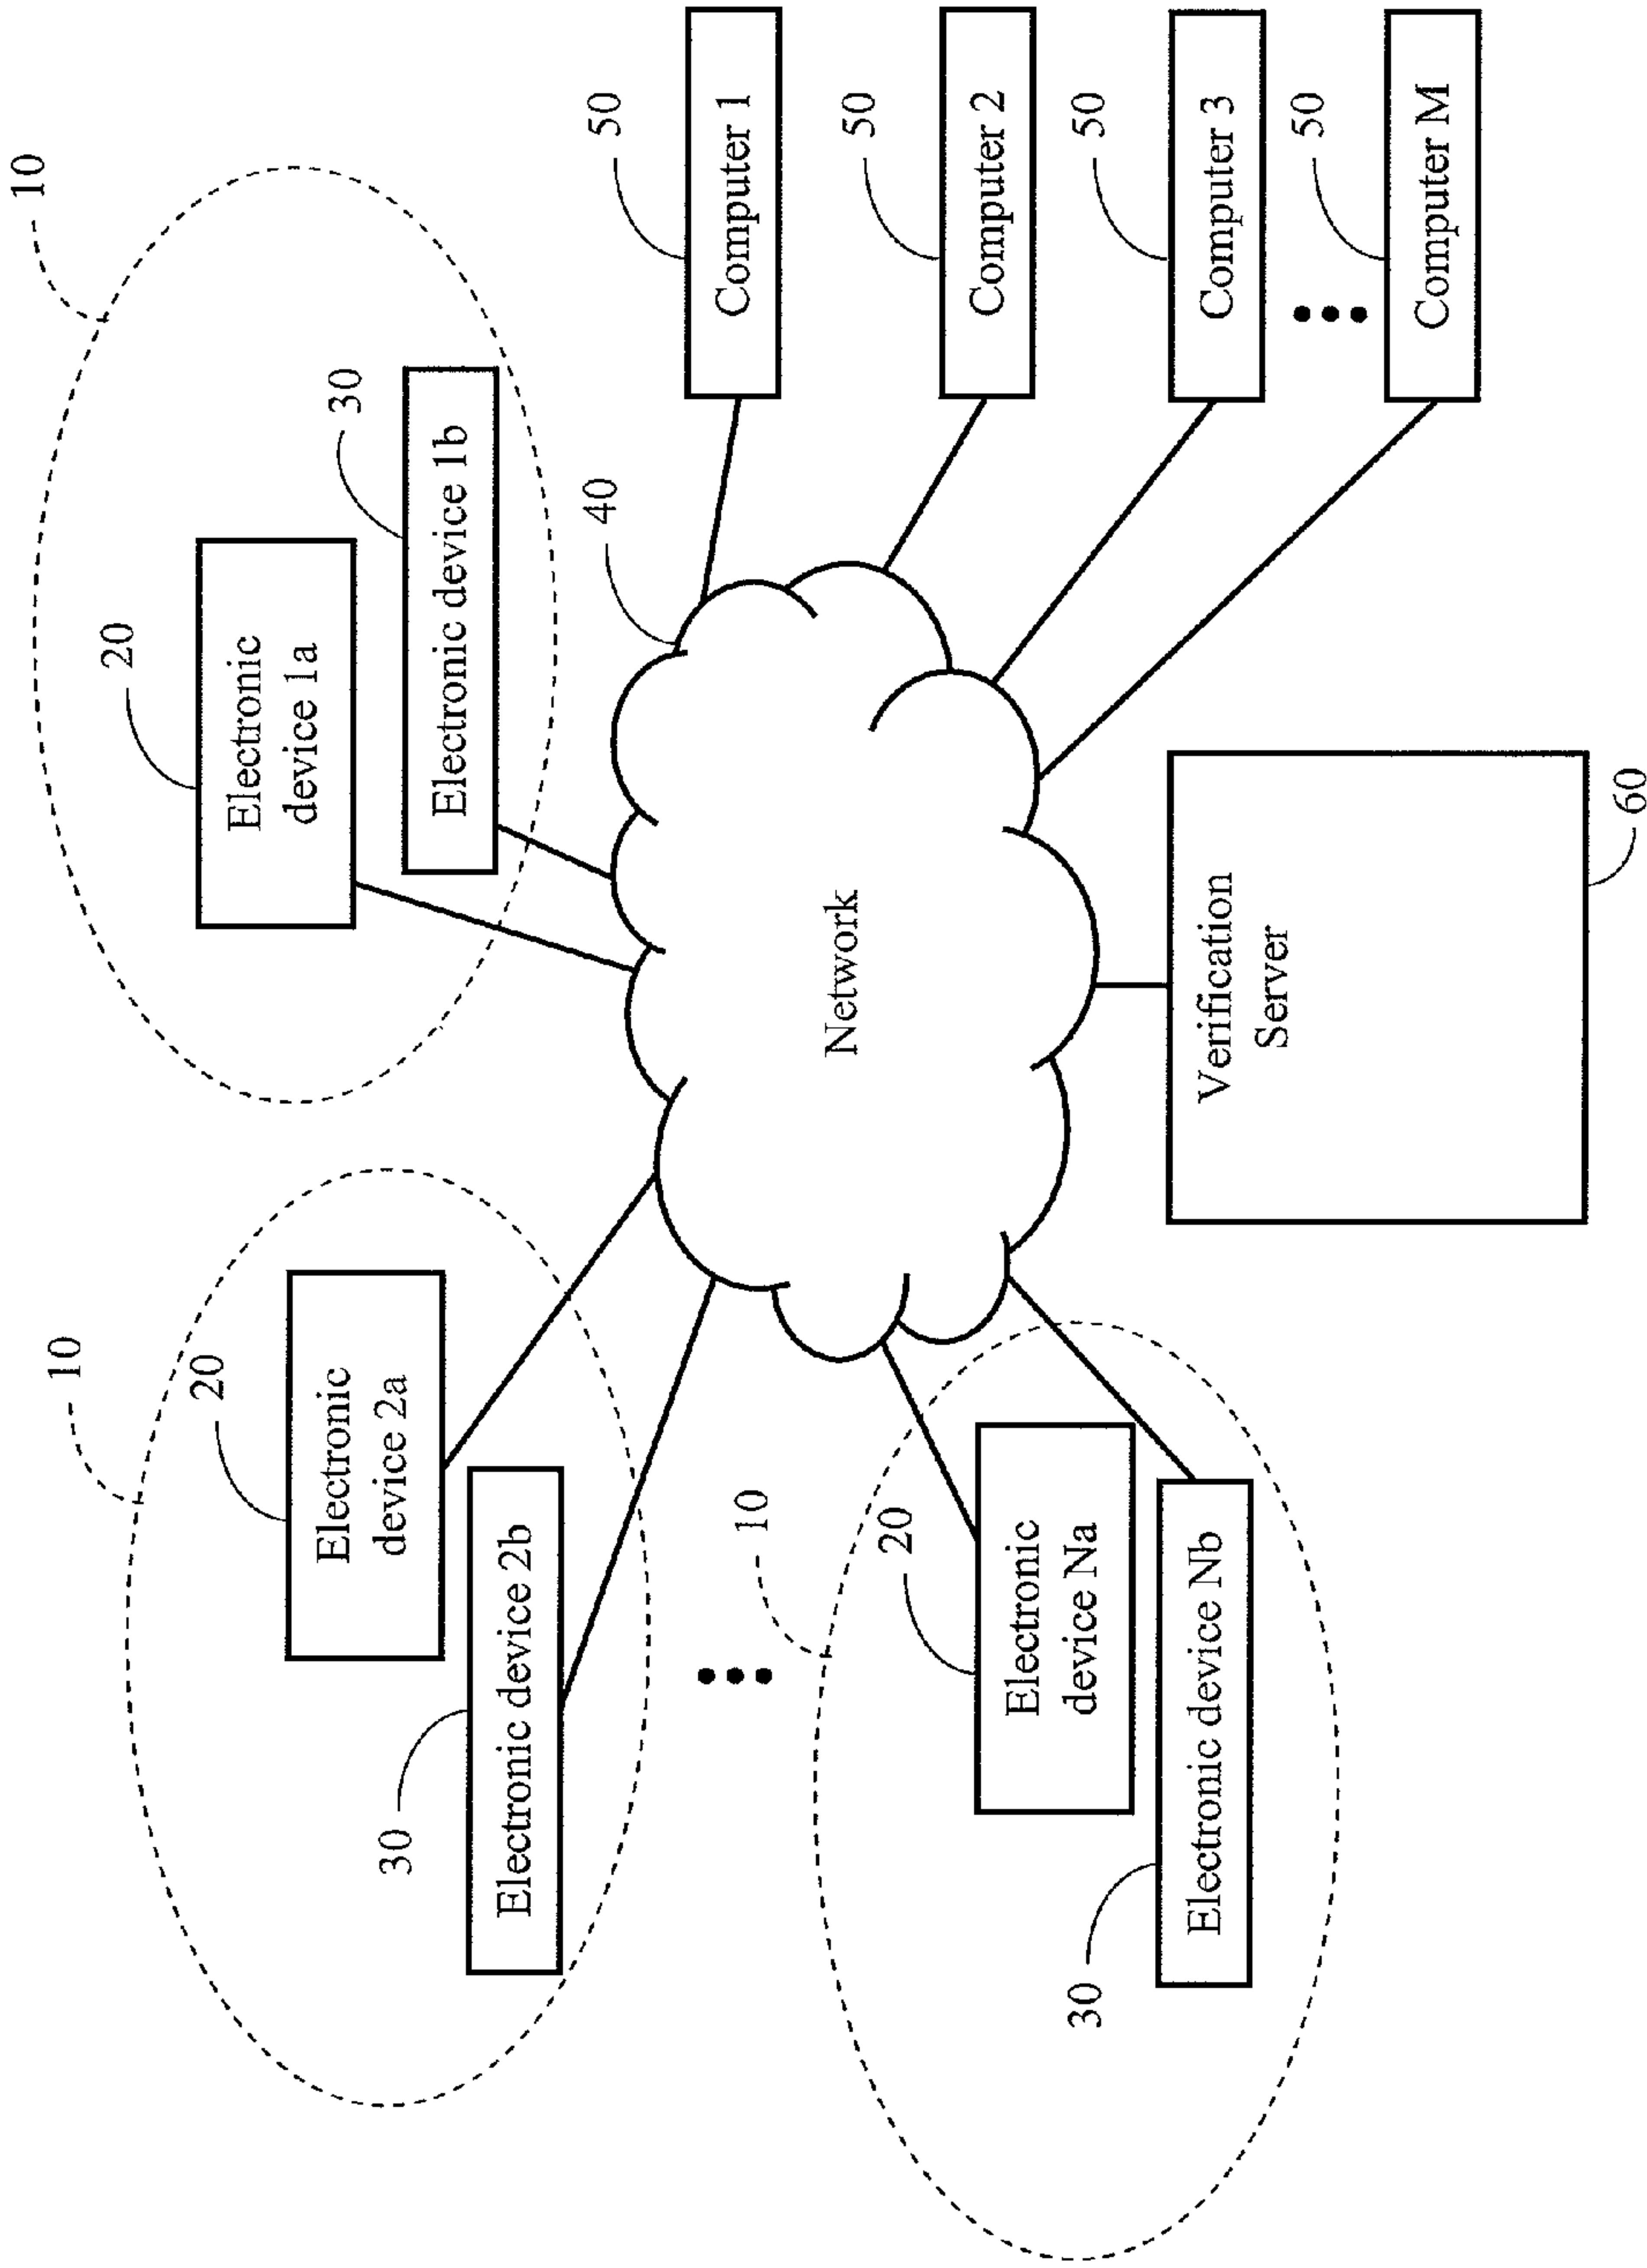 10
20
Electronic
device 1a
30
Electronic device 1b
10
20
Electronic
device 2a
30
Electronic device 2b
10
20
Electronic
device Na
30
Electronic device Nb
40
Network
50
Computer 1
50
Computer 2
50
Computer 3
50
Computer M
Verification
Server
60